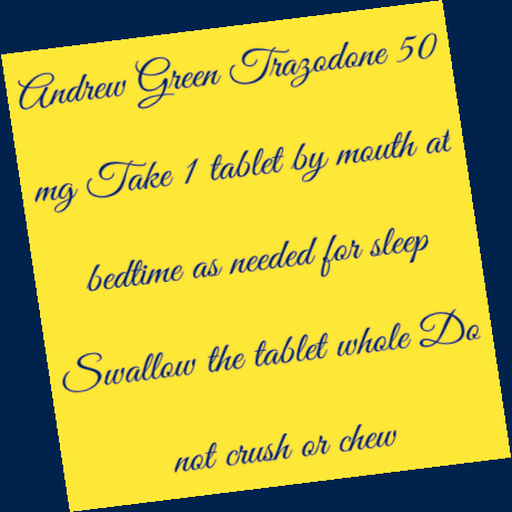 Andrew Green Trazodone 50
mg Take 1 tablet by mouth at
bedtime as needed for sleep
Swallow the tablet whole Do
not crush or chew